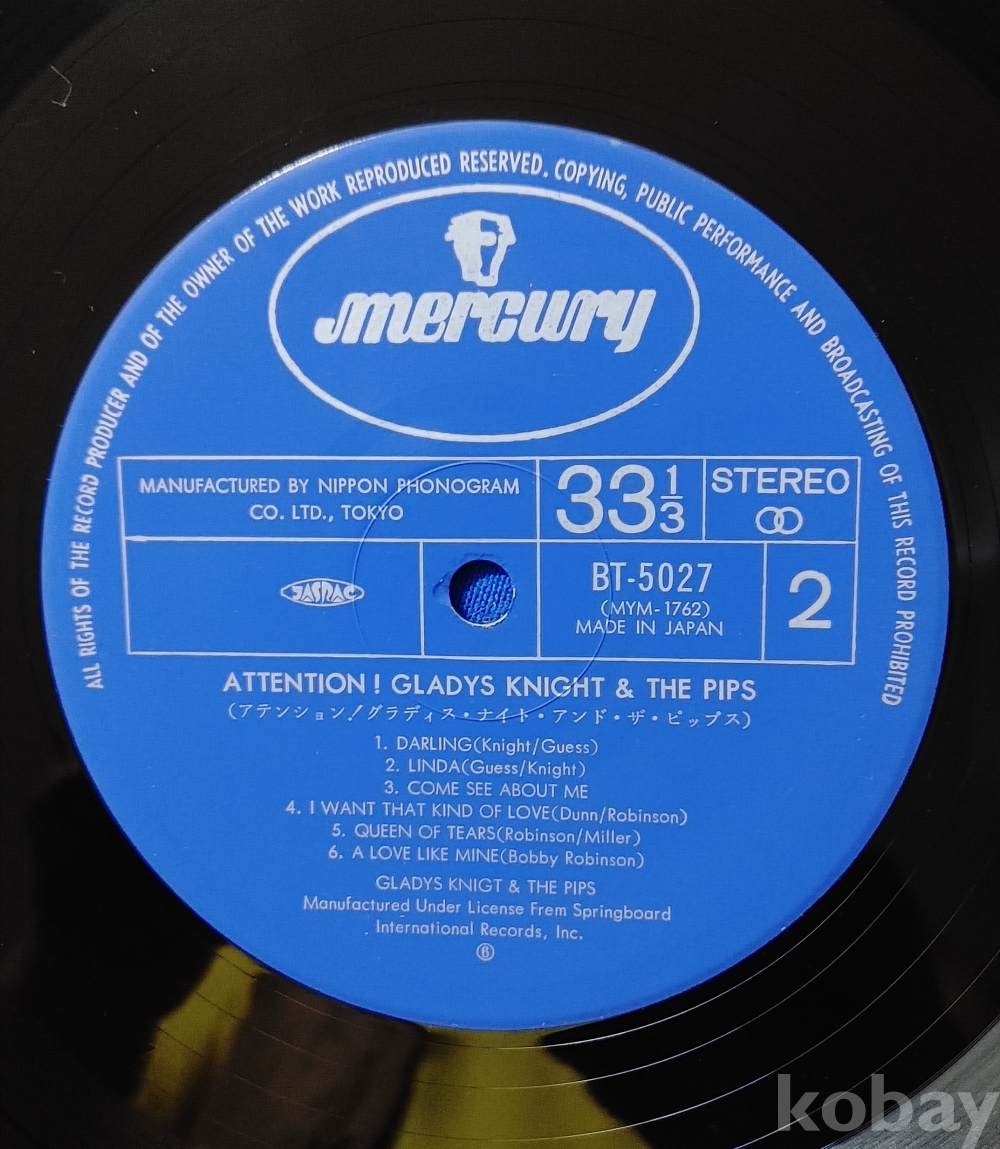 ALL RIGHTS OF THE RECORD PRODUCER AND OF THE OWNER OF THE WORK REPRODUCED RESERVED. COPYING, PUBLIC PERFORMANCE AND BROADCASTING OF THIS RECORD PROHIBITED
mercury
MANUFACTURED BY NIPPON PHONOGRAM
CO. LTD., TOKYO
33 1/3
STEREO
JASRAC
BT-5027
(MYM-1762)
MADE IN JAPAN
2
ATTENTION! GLADYS KNIGHT & THE PIPS
(アテンション!グラディス・ナイト・アンド・ザ・ピップス)
1. DARLING(Knight/Guess)
2. LINDA(Guess/Knight)
3. COME SEE ABOUT ME
4. I WANT THAT KIND OF LOVE(Dunn/Robinson)
5. QUEEN OF TEARS(Robinson/Miller)
6. A LOVE LIKE MINE(Bobby Robinson)
GLADYS KNIGT & THE PIPS
Manufactured Under License Frem Springboard
International Records, Inc.
6
kobay